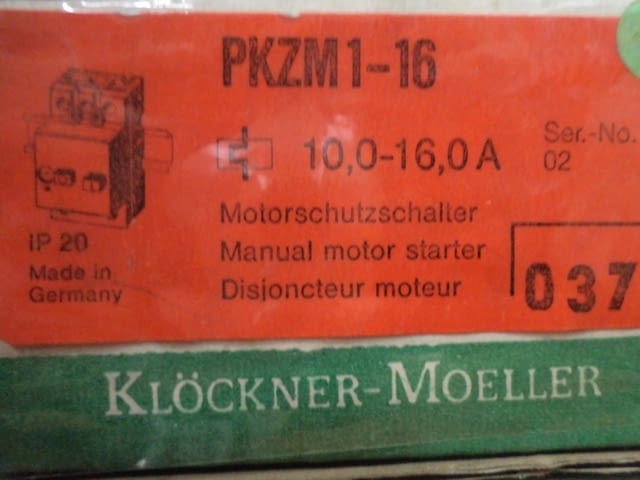 PKZM1-16
10,0-16,0A
Ser.-No.
02
Motorschutzschalter
IP 20
Manual motor starter
Made in
Germany
Disjoncteur moteur
037
KLÖCKNER-MOELLER